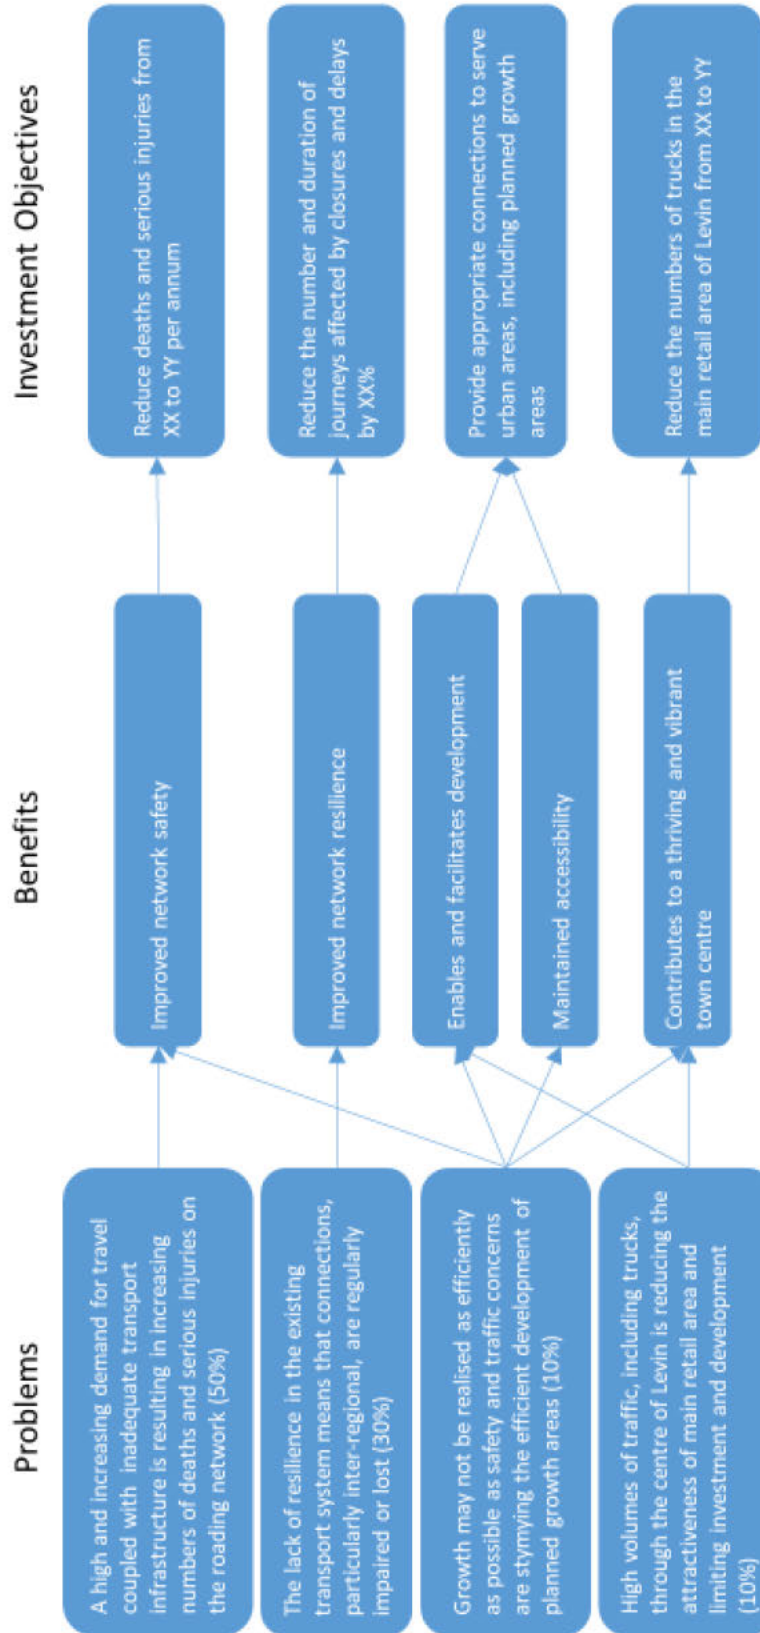 Problems
A high and increasing demand for travel
coupled with inadequate transport
infrastructure is resulting in increasing
numbers of deaths and serious injuries on
the roading network (50%)
The lack of resilience in the existing
transport system means that connections,
particularly inter-regional, are regularly
impaired or lost (30%)
Growth may not be realised as efficiently
as possible as safety and traffic concerns
are stymying the efficient development of
planned growth areas (10%)
High volumes of traffic, including trucks,
through the centre of Levin is reducing the
attractiveness of main retail area and
limiting investment and development
(10%)
Benefits
Improved network safety
Improved network resilience
Enables and facilitates development
Maintained accessibility
Contributes to a thriving and vibrant
town centre
Investment Objectives
Reduce deaths and serious injuries from
XX to YY per annum
Reduce the number and duration of
journeys affected by closures and delays
by XX%
Provide appropriate connections to serve
urban areas, including planned growth
areas
Reduce the numbers of trucks in the
main retail area of Levin from XX to YY